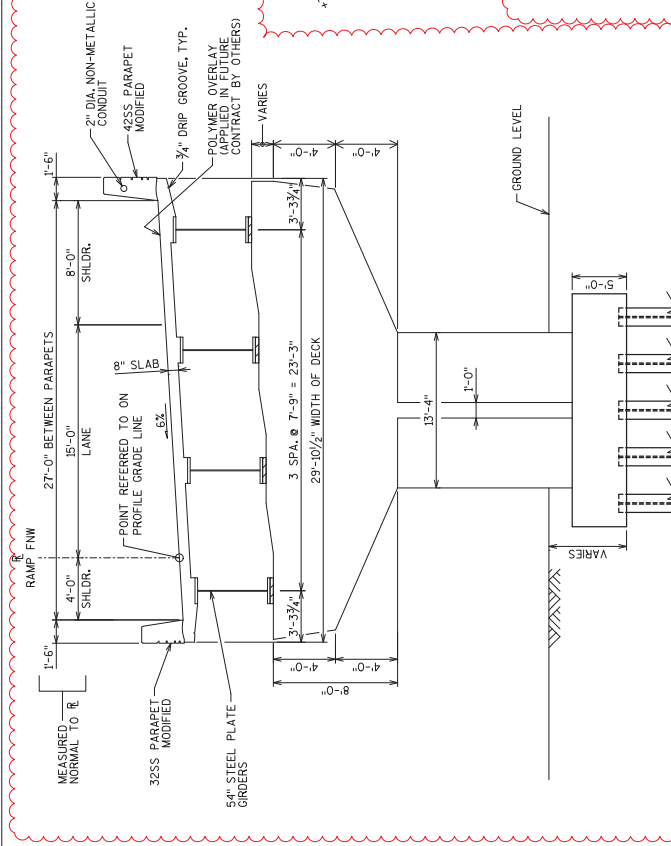 RAMP FNW
℞
1'-6"
27'-0" BETWEEN PARAPETS
1'-6"
4'-0"
SHLDR.
15'-0"
LANE
8'-0"
SHLDR.
MEASURED
NORMAL TO ℞
2" DIA. NON-METALLIC
CONDUIT
42SS PARAPET
MODIFIED
3/4" DRIP GROOVE, TYP.
POLYMER OVERLAY
(APPLIED IN FUTURE
CONTRACT BY OTHERS)
VARIES
POINT REFERRED TO ON
PROFILE GRADE LINE
6%
8" SLAB
32SS PARAPET
MODIFIED
54" STEEL PLATE
GIRDERS
3'-3 3/4"
3 SPA. @ 7'-9" = 23'-3"
3'-3 3/4"
29'-10 1/2" WIDTH OF DECK
4'-0"
4'-0"
8'-0"
4'-0"
4'-0"
13'-4"
1'-0"
GROUND LEVEL
5'-0"
VARIES